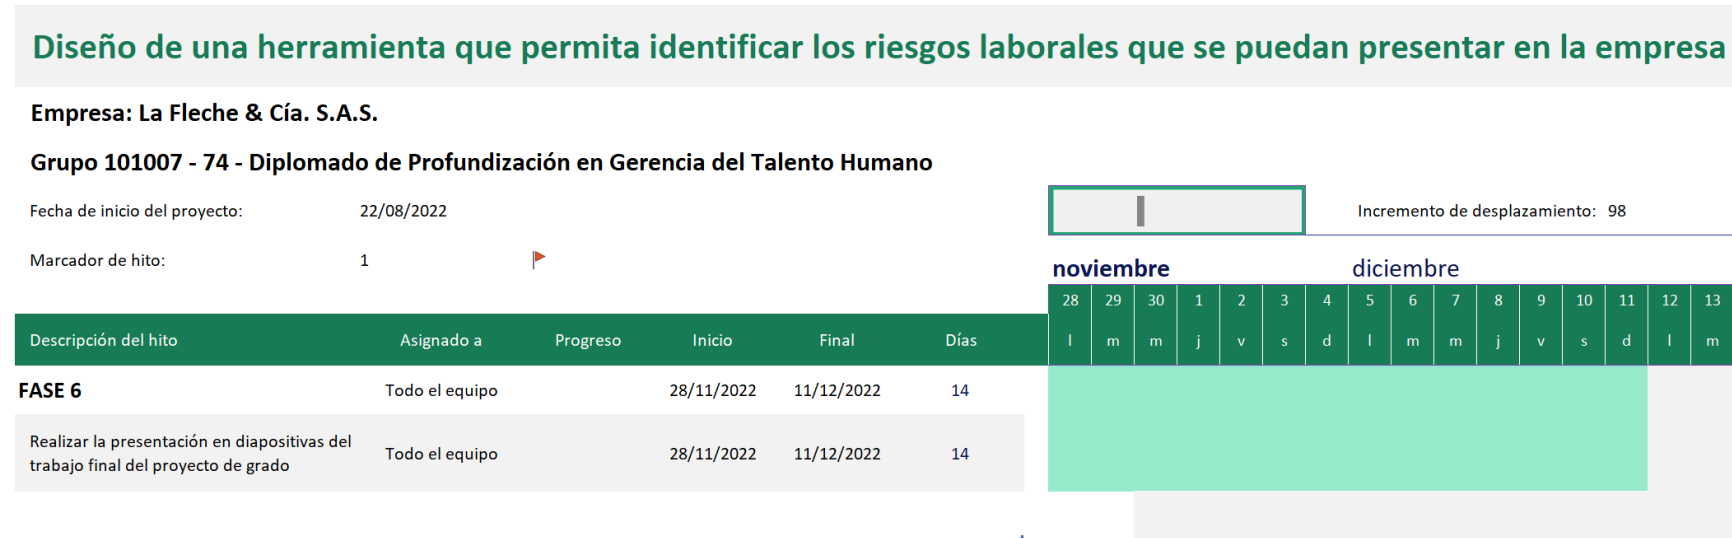 Diseño de una herramienta que permita identificar los riesgos laborales que se puedan presentar en la empresa
Empresa: La Fleche & Cía. S.A.S.
Grupo 101007 - 74 - Diplomado de Profundización en Gerencia del Talento Humano
Fecha de inicio del proyecto: 22/08/2022
Incremento de desplazamiento: 98
Marcador de hito: 1
noviembre diciembre
28 29 30 1 2 3 4 5 6 7 8 9 10 11 12 13
Descripción del hito Asignado a Progreso Inicio Final Días
l m m j v s d l m m j v s d l m
FASE 6 Todo el equipo 28/11/2022 11/12/2022 14
Realizar la presentación en diapositivas del
trabajo final del proyecto de grado
Todo el equipo 28/11/2022 11/12/2022 14